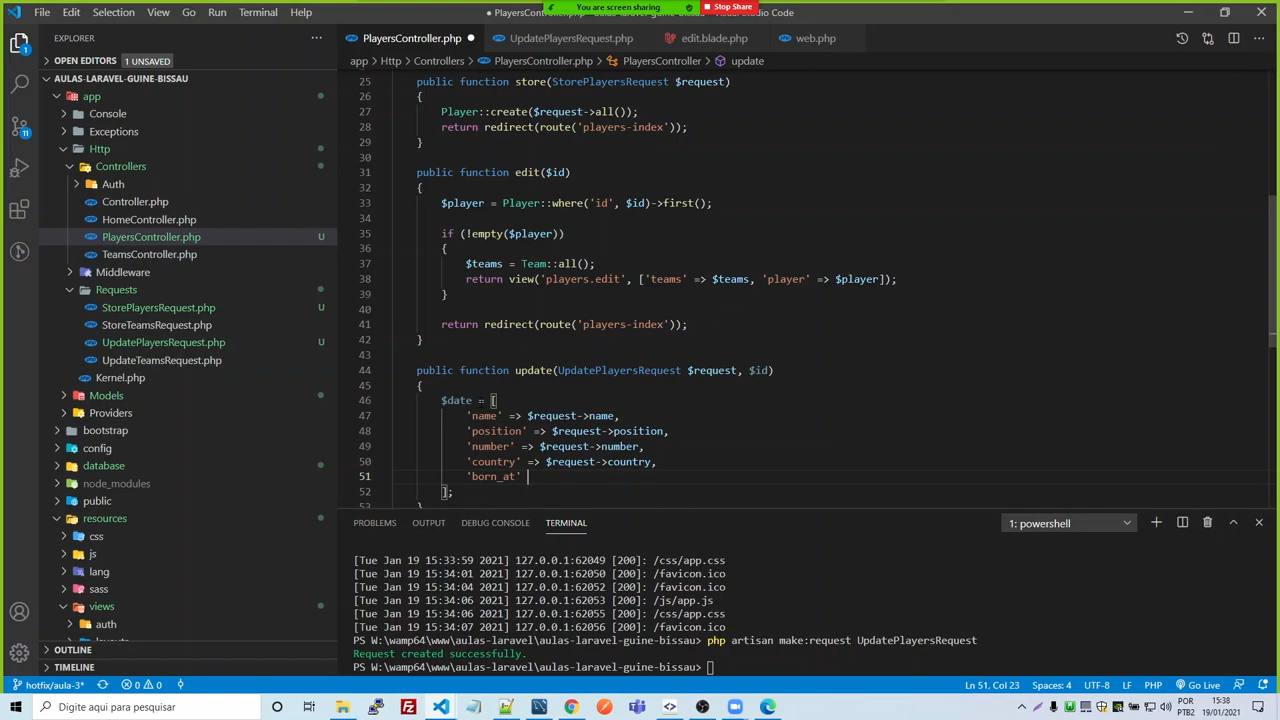 File Edit Selection View Go Run Terminal Help
You are screen sharing
Stop Share
Visual Studio Code
EXPLORER
OPEN EDITORS 1 UNSAVED
AULAS-LARAVEL-GUINE-BISSAU
app
Console
Exceptions
Http
Controllers
Auth
Controller.php
HomeController.php
PlayersController.php U
TeamsController.php
Middleware
Requests
StorePlayersRequest.php U
StoreTeamsRequest.php
UpdatePlayersRequest.php U
UpdateTeamsRequest.php
Kernel.php
Models
Providers
bootstrap
config
database
node_modules
public
resources
css
js
lang
sass
views
auth
OUTLINE
TIMELINE
PlayersController.php UpdatePlayersRequest.php edit.blade.php web.php
app > Http > Controllers > PlayersController.php > PlayersController > update
25 public function store(StorePlayersRequest $request)
26 {
27 Player::create($request->all());
28 return redirect(route('players-index'));
29 }
30
31 public function edit($id)
32 {
33 $player = Player::where('id', $id)->first();
34
35 if (!empty($player))
36 {
37 $teams = Team::all();
38 return view('players.edit', ['teams' => $teams, 'player' => $player]);
39 }
40
41 return redirect(route('players-index'));
42 }
43
44 public function update(UpdatePlayersRequest $request, $id)
45 {
46 $date = [
47 'name' => $request->name,
48 'position' => $request->position,
49 'number' => $request->number,
50 'country' => $request->country,
51 'born_at'
52 ];
53 }
PROBLEMS OUTPUT DEBUG CONSOLE TERMINAL 1: powershell
[Tue Jan 19 15:33:59 2021] 127.0.0.1:62049 [200]: /css/app.css
[Tue Jan 19 15:34:01 2021] 127.0.0.1:62050 [200]: /favicon.ico
[Tue Jan 19 15:34:04 2021] 127.0.0.1:62052 [200]: /favicon.ico
[Tue Jan 19 15:34:06 2021] 127.0.0.1:62053 [200]: /js/app.js
[Tue Jan 19 15:34:06 2021] 127.0.0.1:62055 [200]: /css/app.css
[Tue Jan 19 15:34:07 2021] 127.0.0.1:62056 [200]: /favicon.ico
PS W:\wamp64\www\aulas-laravel\aulas-laravel-guine-bissau> php artisan make:request UpdatePlayersRequest
Request created successfully.
PS W:\wamp64\www\aulas-laravel\aulas-laravel-guine-bissau>
hotfix/aula-3* 0 0 Ln 51, Col 23 Spaces: 4 UTF-8 LF PHP Go Live
Digite aqui para pesquisar
POR
PTB2
15:38
19/01/2021